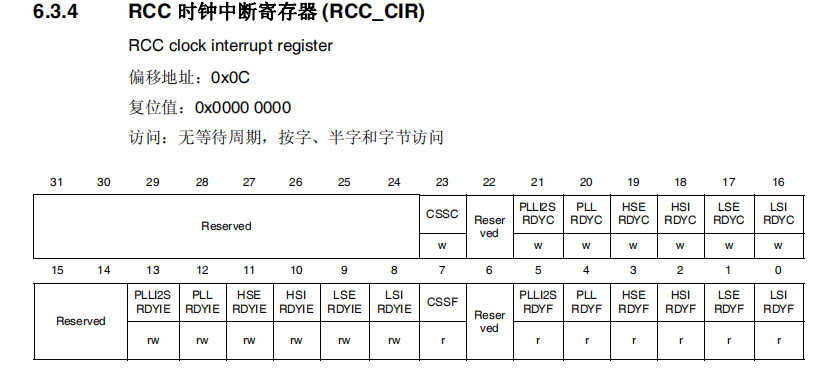 6.3.4 RCC 时钟中断寄存器 (RCC_CIR)
RCC clock interrupt register
偏移地址：0x0C
复位值：0x0000 0000
访问：无等待周期，按字、半字和字节访问
31 30 29 28 27 26 25 24 23 22 21 20 19 18 17 16
Reserved CSSC Reserved PLLI2S RDYC PLL RDYC HSE RDYC HSI RDYC LSE RDYC LSI RDYC
w w w w w w w
15 14 13 12 11 10 9 8 7 6 5 4 3 2 1 0
Reserved PLLI2S RDYIE PLL RDYIE HSE RDYIE HSI RDYIE LSE RDYIE LSI RDYIE CSSF Reserved PLLI2S RDYF PLL RDYF HSE RDYF HSI RDYF LSE RDYF LSI RDYF
rw rw rw rw rw rw r r r r r r r